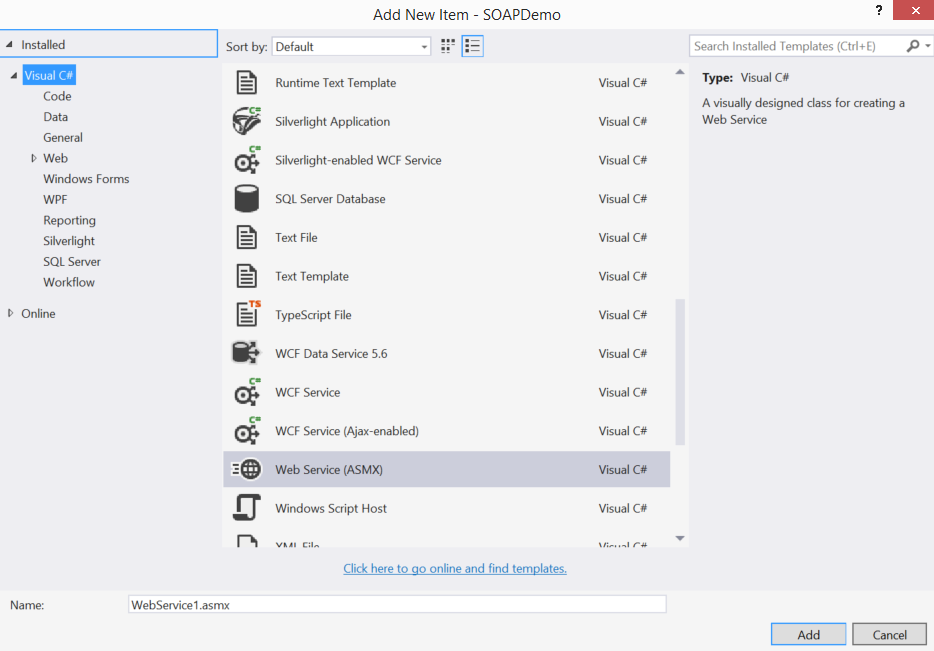 Add New Item - SOAPDemo
?
Installed
Sort by: Default
Search Installed Templates (Ctrl+E)
Visual C#
Code
Data
General
Web
Windows Forms
WPF
Reporting
Silverlight
SQL Server
Workflow
Online
Runtime Text Template Visual C#
C# Silverlight Application Visual C#
C# Silverlight-enabled WCF Service Visual C#
SQL Server Database Visual C#
Text File Visual C#
Text Template Visual C#
TS TypeScript File Visual C#
WCF Data Service 5.6 Visual C#
C# WCF Service Visual C#
C# WCF Service (Ajax-enabled) Visual C#
Web Service (ASMX) Visual C#
Windows Script Host Visual C#
XML File Visual C#
Type: Visual C#
A visually designed class for creating a
Web Service
Click here to go online and find templates.
Name: WebService1.asmx
Add Cancel